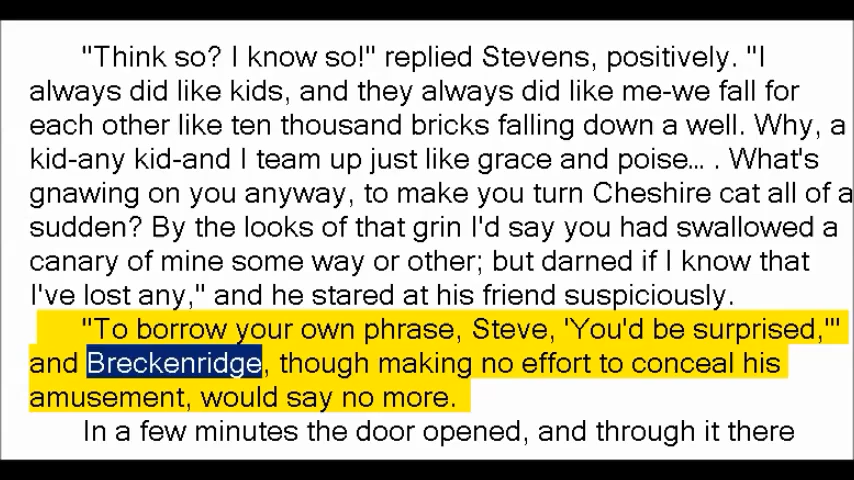 "Think so? I know so!" replied Stevens, positively. "I
always did like kids, and they always did like me-we fall for
each other like ten thousand bricks falling down a well. Why, a
kid-any kid-and I team up just like grace and poise... . What's
gnawing on you anyway, to make you turn Cheshire cat all of a
sudden? By the looks of that grin I'd say you had swallowed a
canary of mine some way or other; but darned if I know that
I've lost any," and he stared at his friend suspiciously.
"To borrow your own phrase, Steve, 'You'd be surprised,'"
and Breckenridge, though making no effort to conceal his
amusement, would say no more.
In a few minutes the door opened, and through it there